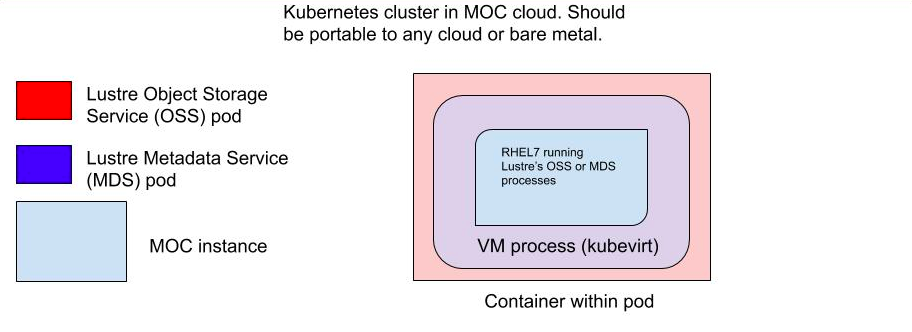 Kubernetes cluster in MOC cloud. Should
be portable to any cloud or bare metal.
Lustre Object Storage
Service (OSS) pod
Lustre Metadata Service
(MDS) pod
MOC instance
RHEL7 running
Lustre's OSS or MDS
processes
VM process (kubevirt)
Container within pod